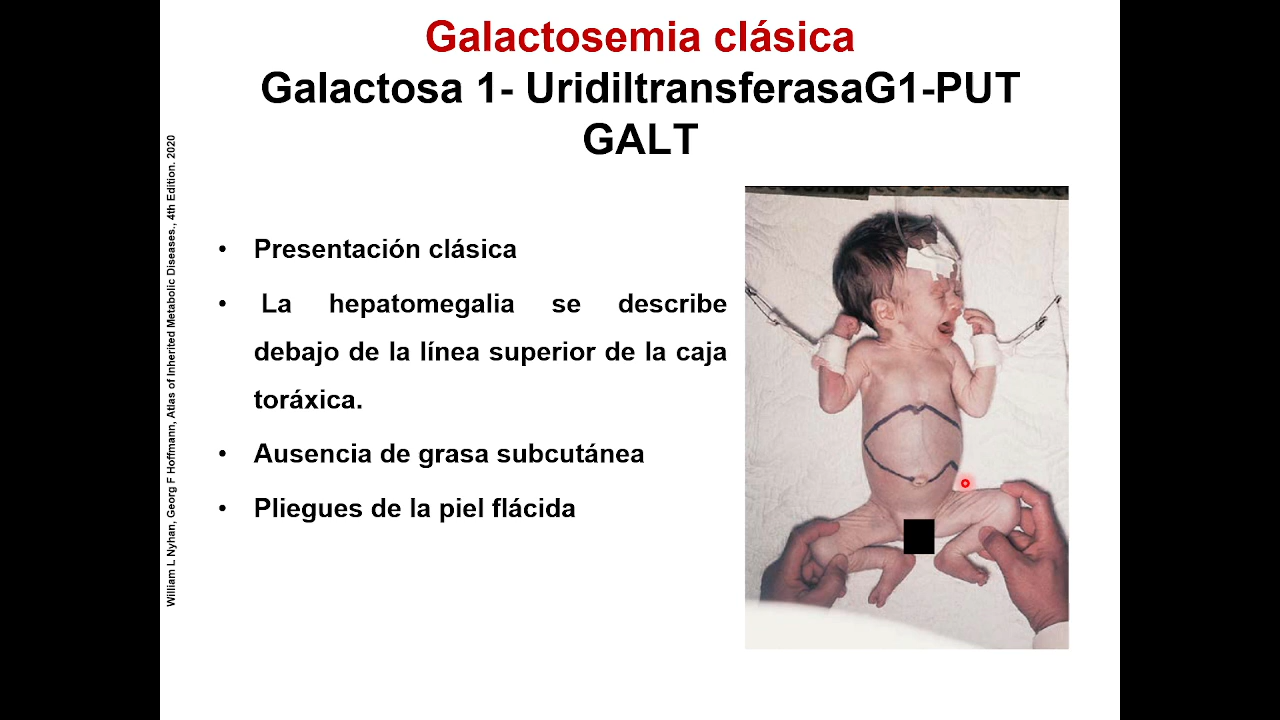 Galactosemia clásica
Galactosa 1- UridiltransferasaG1-PUT
GALT
William L Nyhan, Georg F Hoffmann, Atlas of Inherited Metabolic Diseases., 4th Edition. 2020
• Presentación clásica
• La hepatomegalia se describe
debajo de la línea superior de la caja
toráxica.
• Ausencia de grasa subcutánea
• Pliegues de la piel flácida